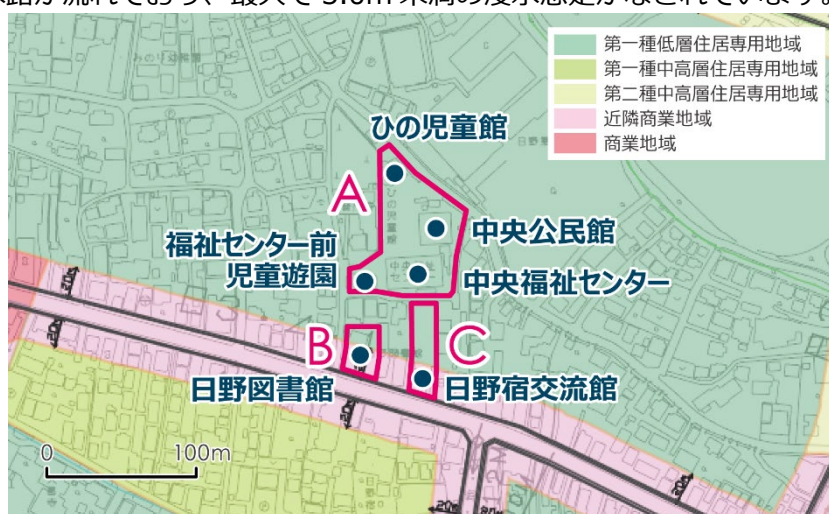 第一種低層住居専用地域
第一種中高層住居専用地域
第二種中高層住居専用地域
近隣商業地域
商業地域
ひの児童館
A
中央公民館
福祉センター前
児童遊園
中央福祉センター
B
C
日野図書館
日野宿交流館
0
100m